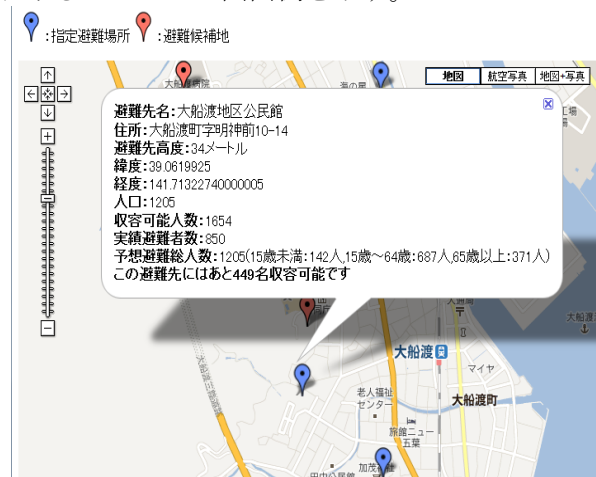 :指定避難場所 :避難候補地
地図 航空写真 地図+写真
避難先名:大船渡地区公民館
住所:大船渡町字明神前10-14
避難先高度:34メートル
緯度:39.0619925
経度:141.71322740000005
人口:1205
収容可能人数:1654
実績避難者数:850
予想避難総人数:1205(15歳未満:142人,15歳〜64歳:687人,65歳以上:371人)
この避難先にはあと449名収容可能です
大船渡
マイヤ
老人福祉
センター
大船渡町
旅館ニュー
五葉